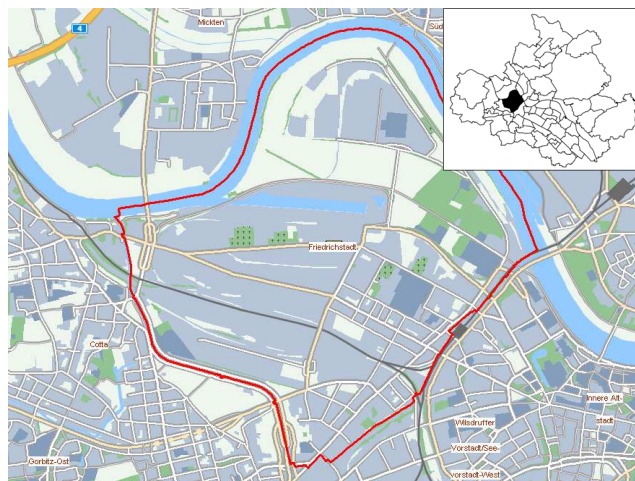 Mickten
4
Friedrichstadt
Cotta
Innere Alt-
stadt
Wilsdruffer
Vorstadt/See-
vorstadt-West
Gorbitz-Ost